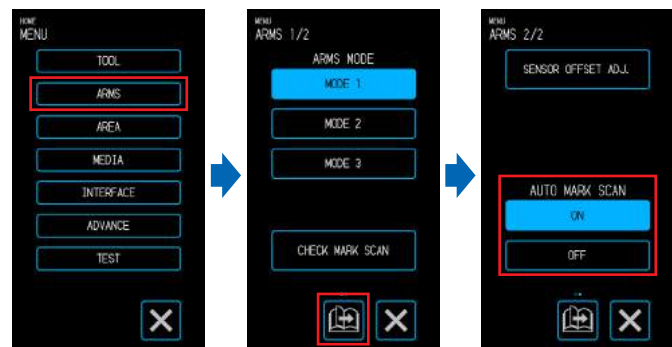 HOME
MENU
TOOL
ARMS
AREA
MEDIA
INTERFACE
ADVANCE
TEST
MENU
ARMS 1/2
ARMS MODE
MODE 1
MODE 2
MODE 3
CHECK MARK SCAN
MENU
ARMS 2/2
SENSOR OFFSET ADJ.
AUTO MARK SCAN
ON
OFF